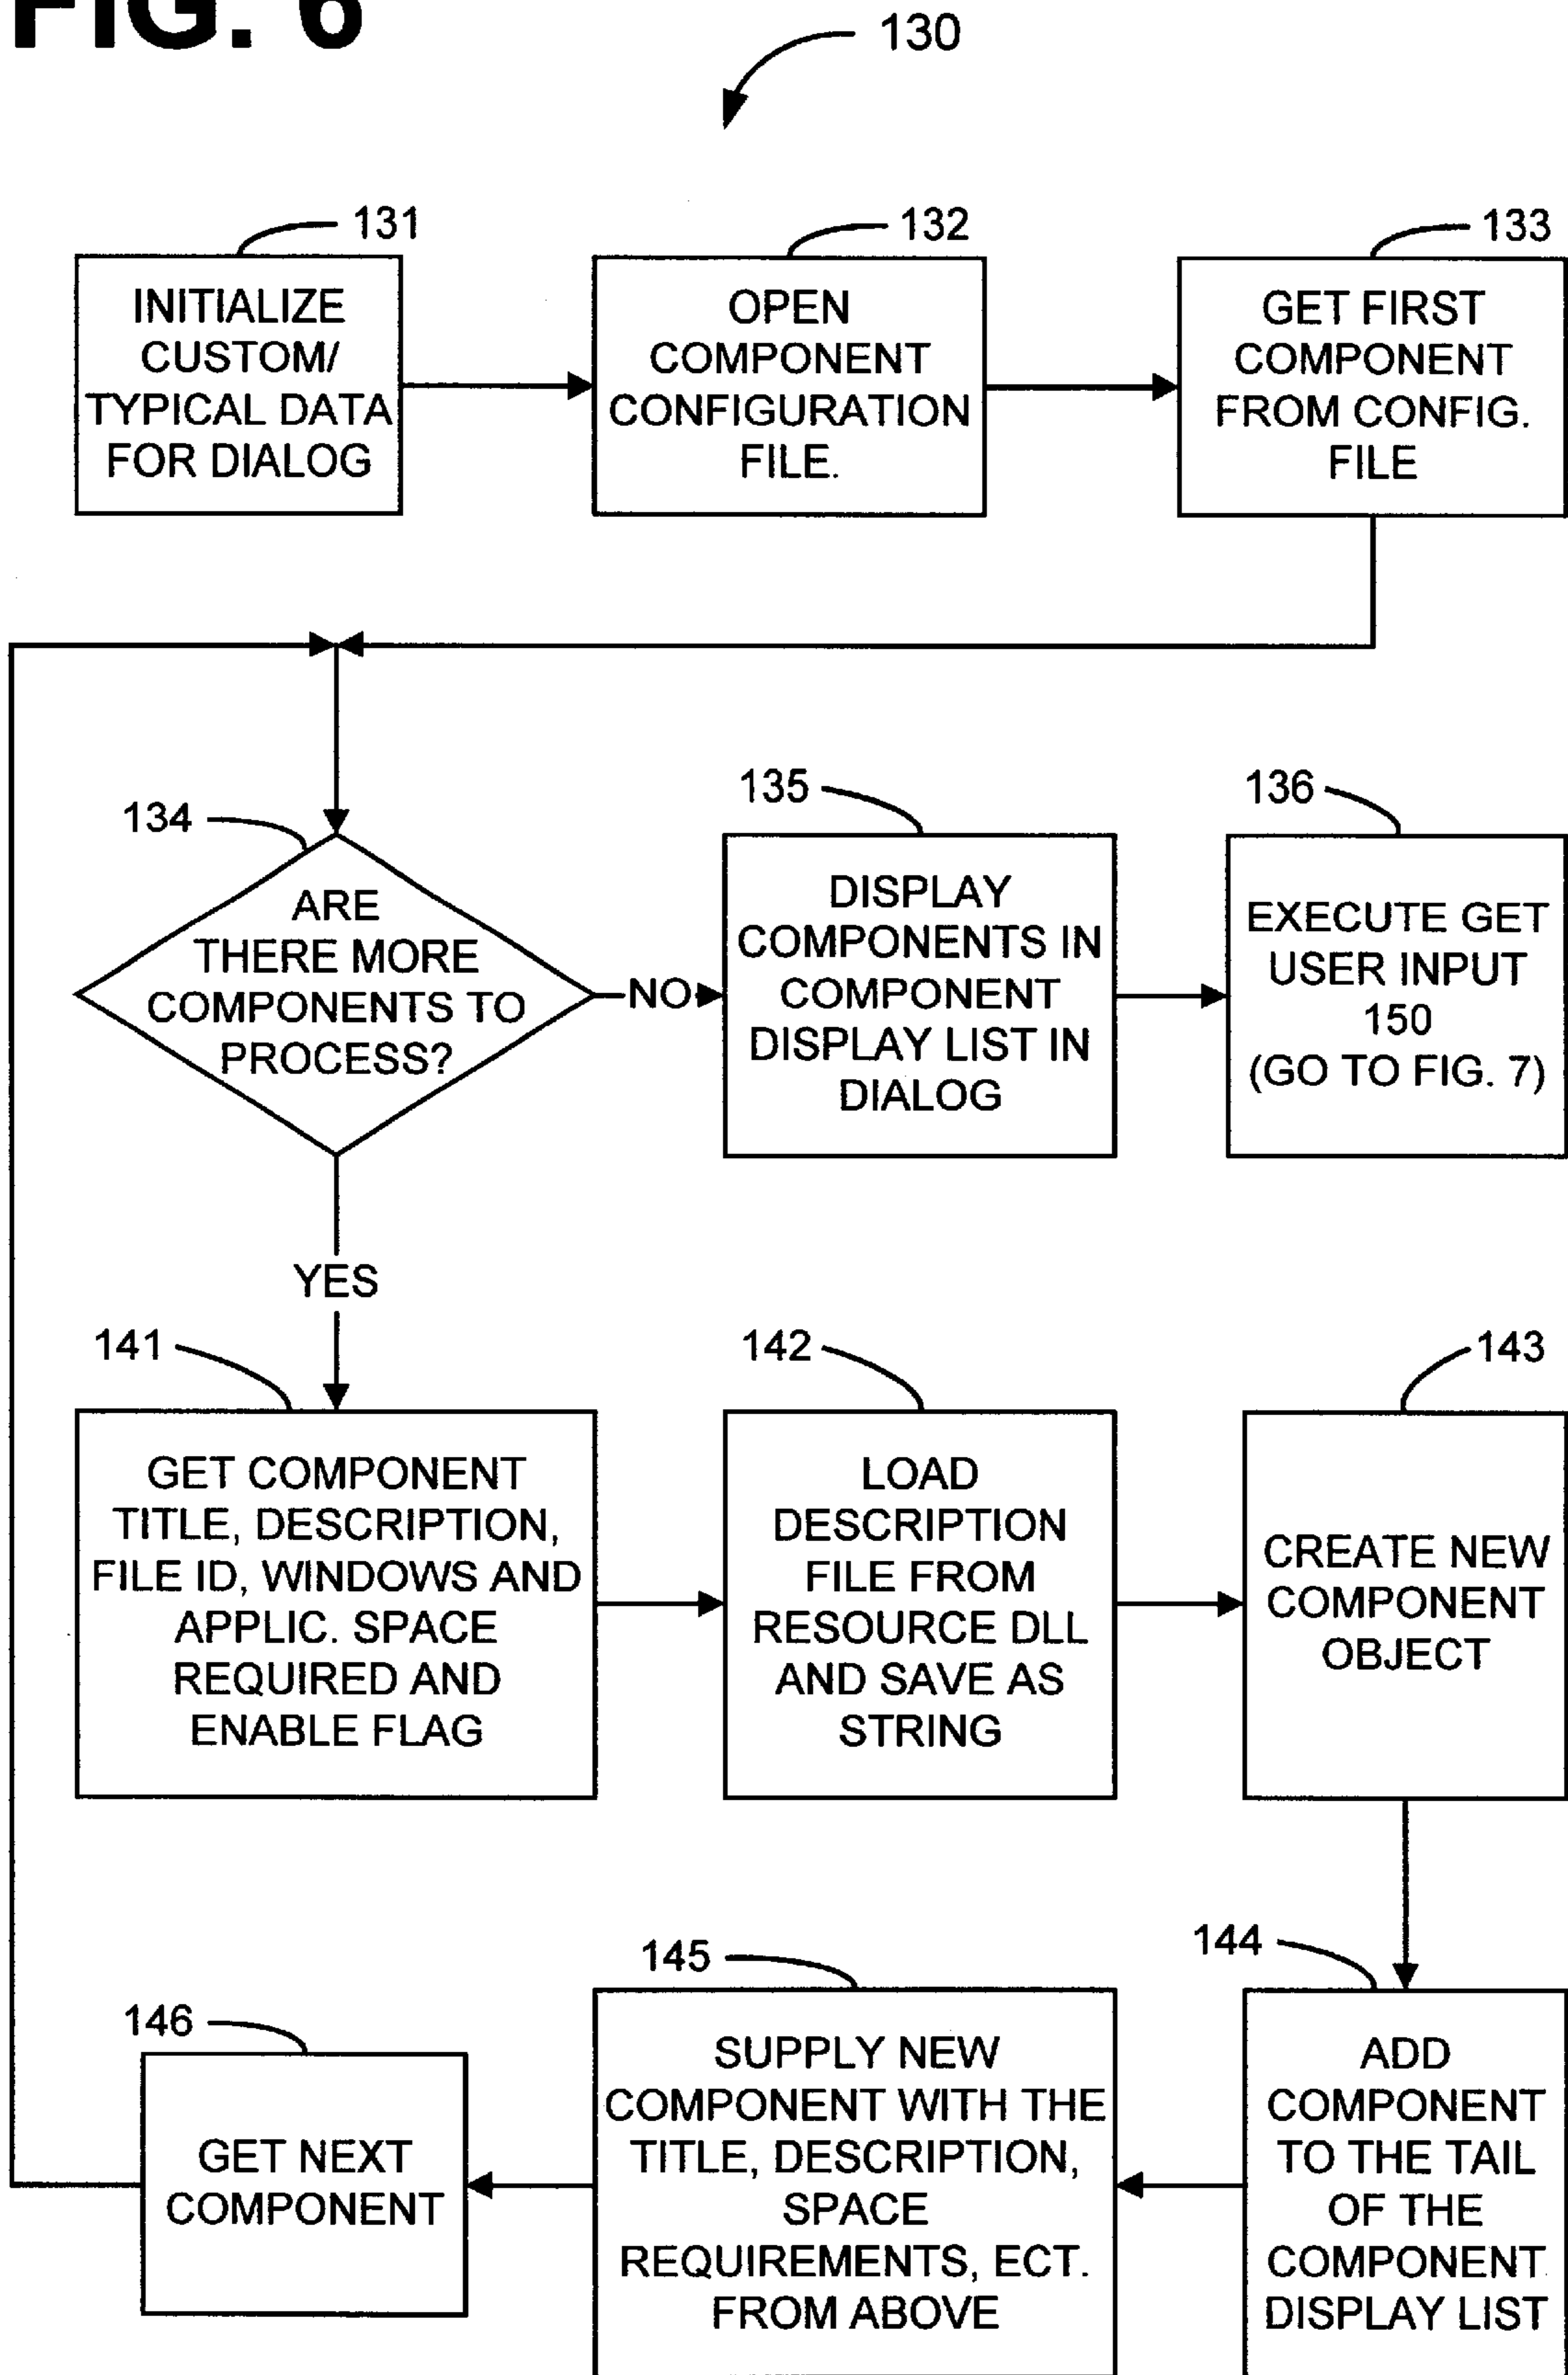 FIG. 6
130
131
INITIALIZE
CUSTOM/
TYPICAL DATA
FOR DIALOG
132
OPEN
COMPONENT
CONFIGURATION
FILE.
133
GET FIRST
COMPONENT
FROM CONFIG.
FILE
134
ARE
THERE MORE
COMPONENTS TO
PROCESS?
NO
YES
135
DISPLAY
COMPONENTS IN
COMPONENT
DISPLAY LIST IN
DIALOG
136
EXECUTE GET
USER INPUT
150
(GO TO FIG. 7)
141
GET COMPONENT
TITLE, DESCRIPTION,
FILE ID, WINDOWS AND
APPLIC. SPACE
REQUIRED AND
ENABLE FLAG
142
LOAD
DESCRIPTION
FILE FROM
RESOURCE DLL
AND SAVE AS
STRING
143
CREATE NEW
COMPONENT
OBJECT
144
ADD
COMPONENT
TO THE TAIL
OF THE
COMPONENT
DISPLAY LIST
145
SUPPLY NEW
COMPONENT WITH THE
TITLE, DESCRIPTION,
SPACE
REQUIREMENTS, ECT.
FROM ABOVE
146
GET NEXT
COMPONENT